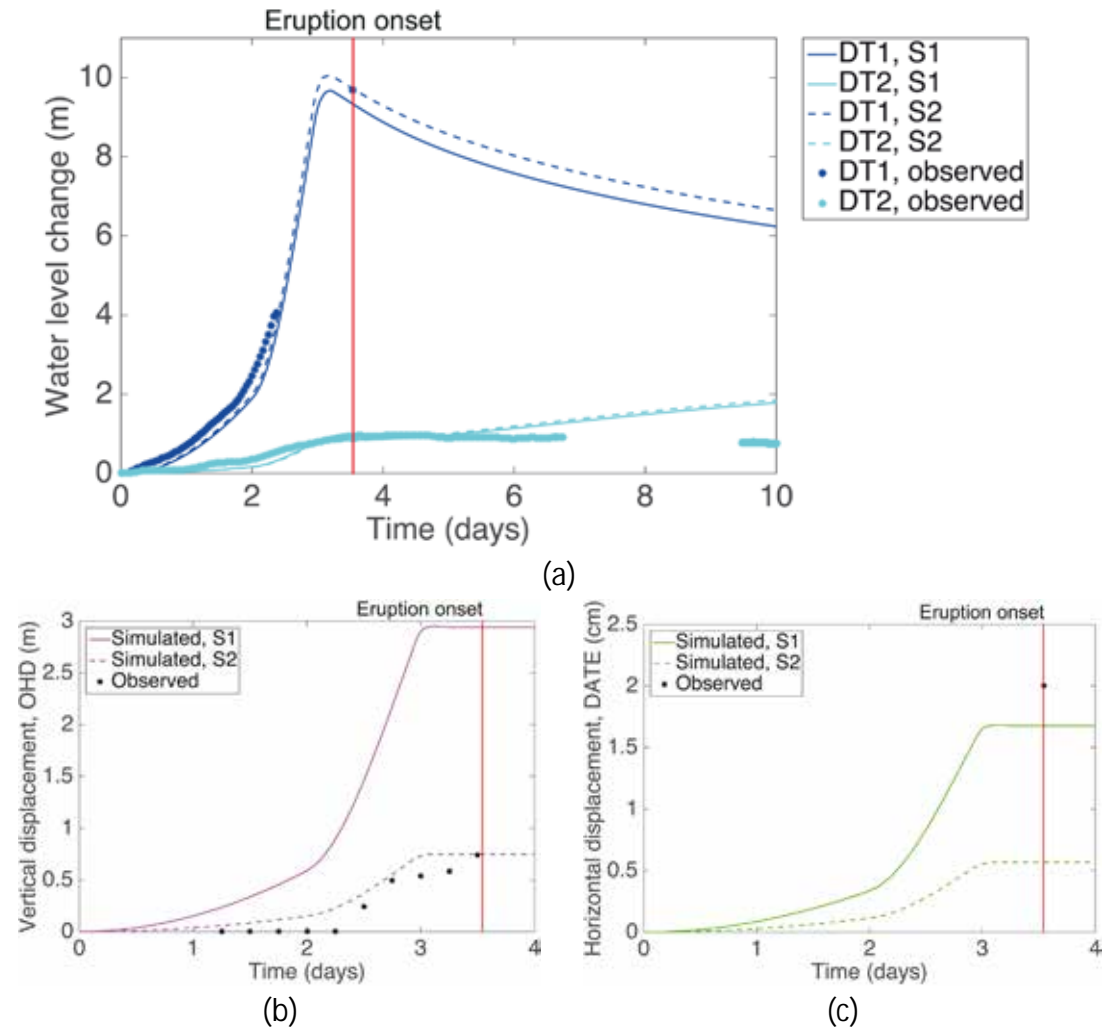 Eruption onset
Water level change (m)
10
8
6
4
2
0
0 2 4 6 8 10
Time (days)
DT1, S1
DT2, S1
DT1, S2
DT2, S2
DT1, observed
DT2, observed
(a)
Eruption onset
Vertical displacement, OHD (m)
3
2.5
2
1.5
1
0.5
0
Simulated, S1
Simulated, S2
Observed
0 1 2 3 4
Time (days)
(b)
Eruption onset
Horizontal displacement, DATE (cm)
2.5
2
1.5
1
0.5
0
Simulated, S1
Simulated, S2
Observed
0 1 2 3 4
Time (days)
(c)